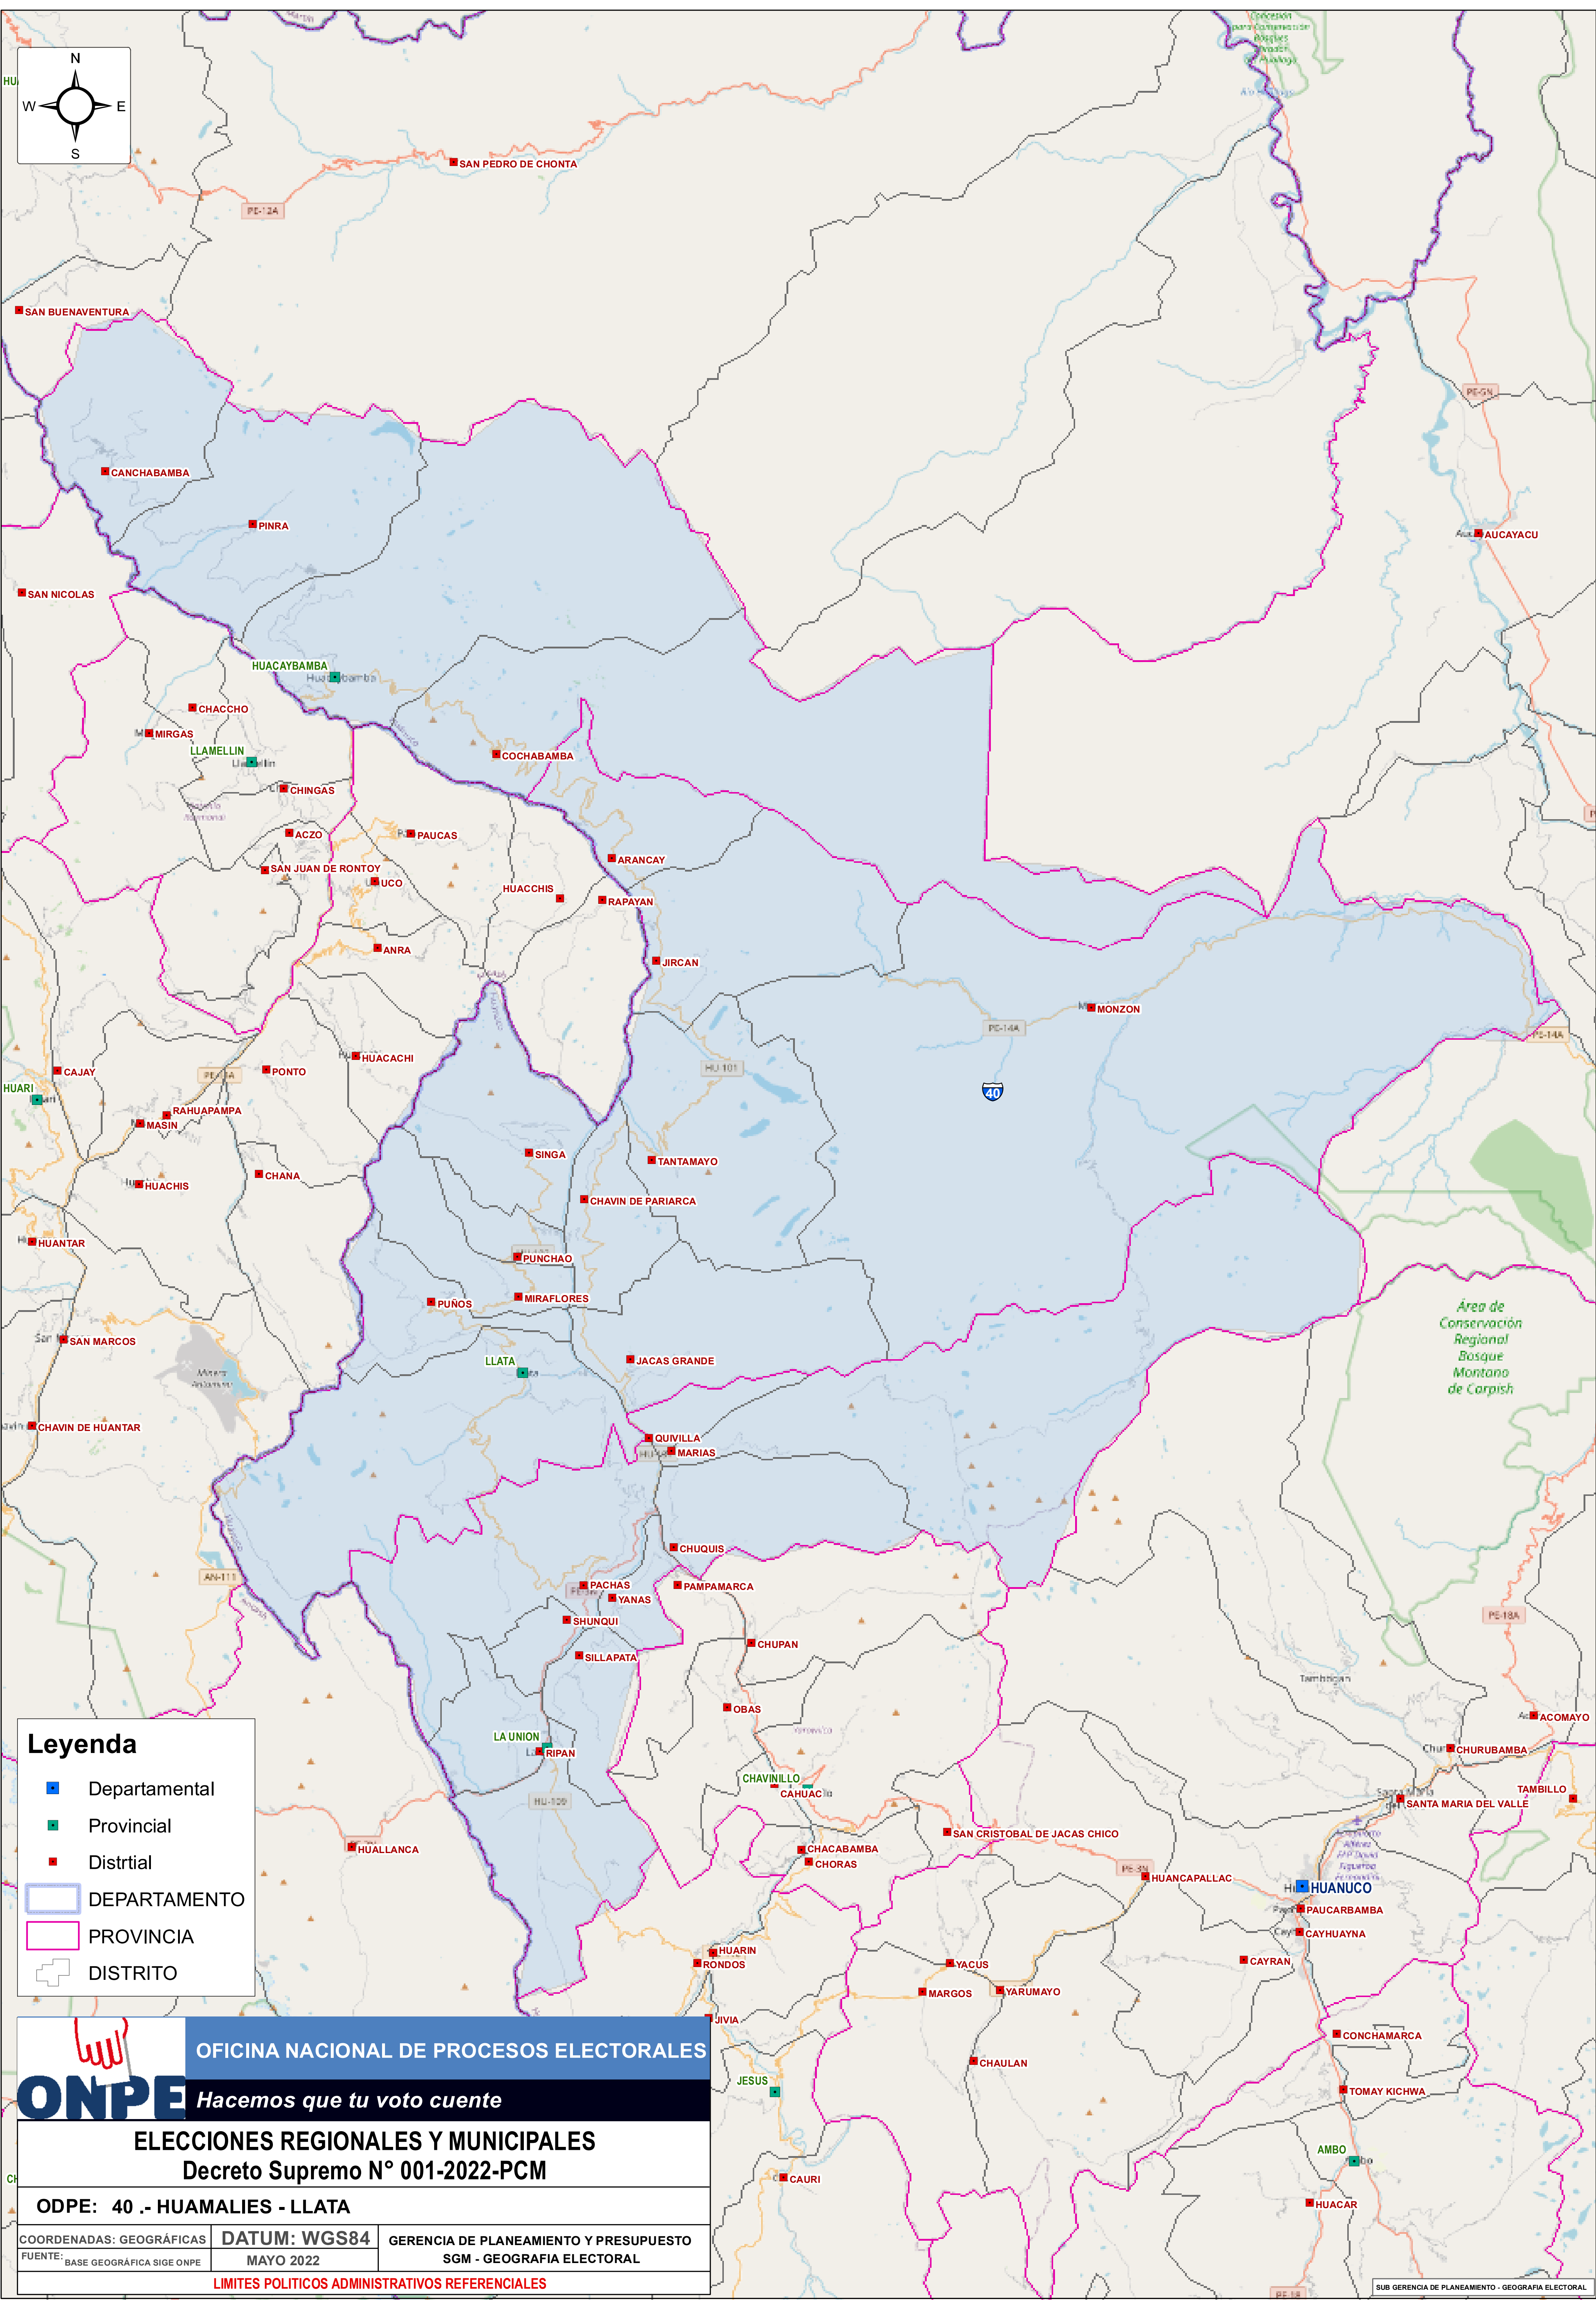 N
W
E
S
Concesión
para Conservación
Bosques
SAN PEDRO DE CHONTA
PE-12A
SAN BUENAVENTURA
CANCHABAMBA
PINRA
PE-5N
AUCAYACU
SAN NICOLAS
HUACAYBAMBA
Huacaybamba
CHACCHO
MIRGAS
LLAMELLIN
COCHABAMBA
CHINGAS
ACZO
PAUCAS
ARANCAY
SAN JUAN DE RONTOY
UCO
HUACCHIS
RAPAYAN
ANRA
JIRCAN
MONZON
PE-14A
PE-14A
HUACACHI
CAJAY
PONTO
HU-101
HUARI
40
RAHUAPAMPA
MASIN
SINGA
TANTAMAYO
CHANA
HUACHIS
CHAVIN DE PARIARCA
HUANTAR
PUNCHAO
PUÑOS
MIRAFLORES
Área de
Conservación
Regional
Bosque
Montano
de Carpish
SAN MARCOS
Minera
Antamina
LLATA
JACAS GRANDE
CHAVIN DE HUANTAR
QUIVILLA
MARIAS
CHUQUIS
AN-111
PACHAS
PAMPAMARCA
YANAS
SHUNQUI
PE-18A
CHUPAN
SILLAPATA
Tambogan
OBAS
ACOMAYO
LA UNION
RIPAN
CHURUBAMBA
CHAVINILLO
CAHUAC
TAMBILLO
HU-109
SANTA MARIA DEL VALLE
SAN CRISTOBAL DE JACAS CHICO
HUALLANCA
CHACABAMBA
CHORAS
PE-3N
HUANCAPALLAC
HUANUCO
PAUCARBAMBA
CAYHUAYNA
HUARIN
RONDOS
YACUS
CAYRAN
MARGOS
YARUMAYO
JIVIA
CONCHAMARCA
CHAULAN
JESUS
TOMAY KICHWA
AMBO
CAURI
HUACAR
Leyenda
Departamental
Provincial
Distrtial
DEPARTAMENTO
PROVINCIA
DISTRITO
ONPE
OFICINA NACIONAL DE PROCESOS ELECTORALES
Hacemos que tu voto cuente
ELECCIONES REGIONALES Y MUNICIPALES
Decreto Supremo N° 001-2022-PCM
ODPE: 40 .- HUAMALIES - LLATA
COORDENADAS: GEOGRÁFICAS
DATUM: WGS84
GERENCIA DE PLANEAMIENTO Y PRESUPUESTO
FUENTE: BASE GEOGRÁFICA SIGE ONPE
MAYO 2022
SGM - GEOGRAFIA ELECTORAL
LIMITES POLITICOS ADMINISTRATIVOS REFERENCIALES
SUB GERENCIA DE PLANEAMIENTO - GEOGRAFIA ELECTORAL